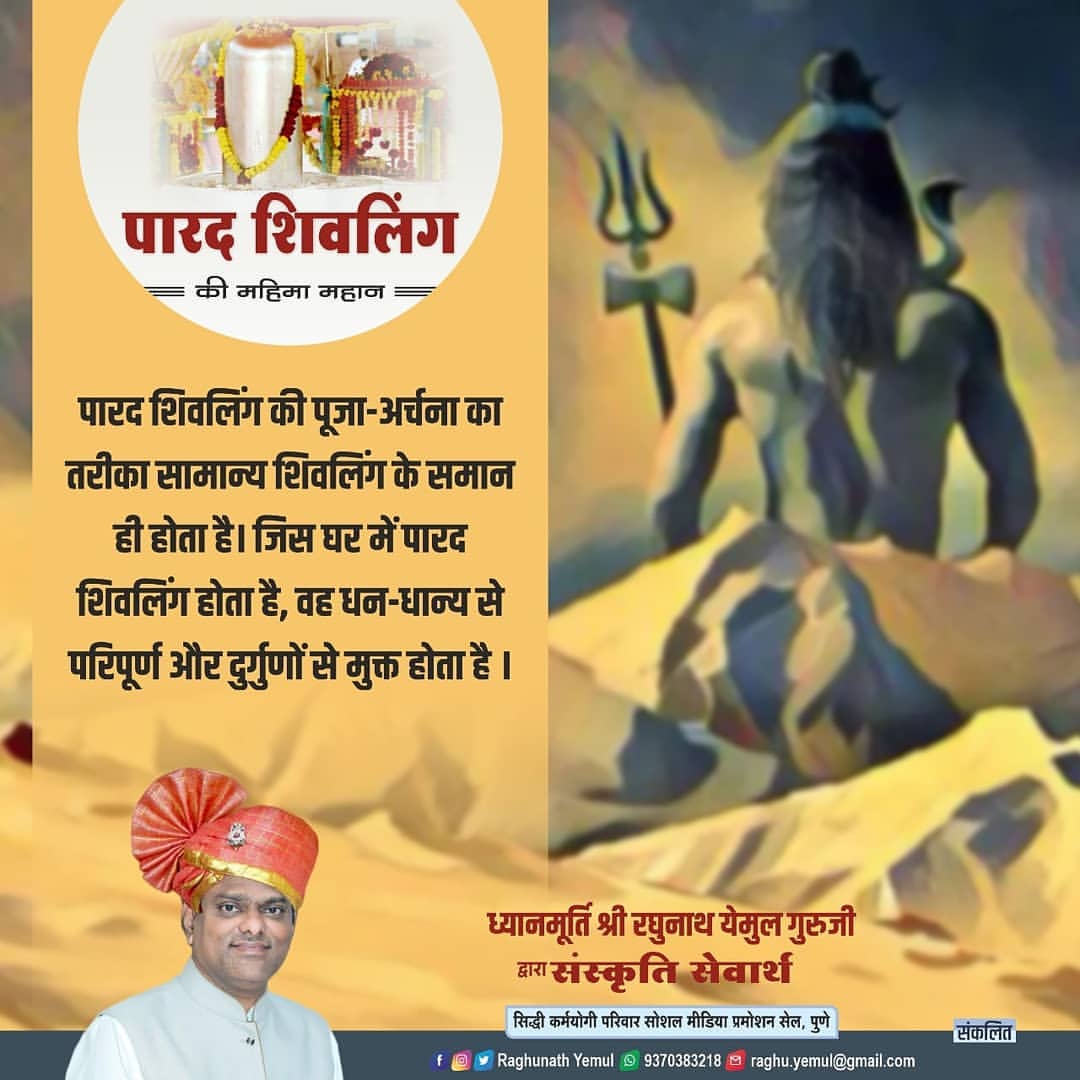 पारद शिवलिंग
की महिमा महान
पारद शिवलिंग की पूजा-अर्चना का
तरीका सामान्य शिवलिंग के समान
ही होता है। जिस घर में पारद
शिवलिंग होता है, वह धन-धान्य से
परिपूर्ण और दुर्गुणों से मुक्त होता है ।
ध्यानमूर्ति श्री रघुनाथ येमुल गुरुजी
द्वारा संस्कृति सेवार्थ
सिद्धी कर्मयोगी परिवार सोशल मीडिया प्रमोशन सेल, पुणे
संकलित
Raghunath Yemul 9370383218 raghu.yemul@gmail.com